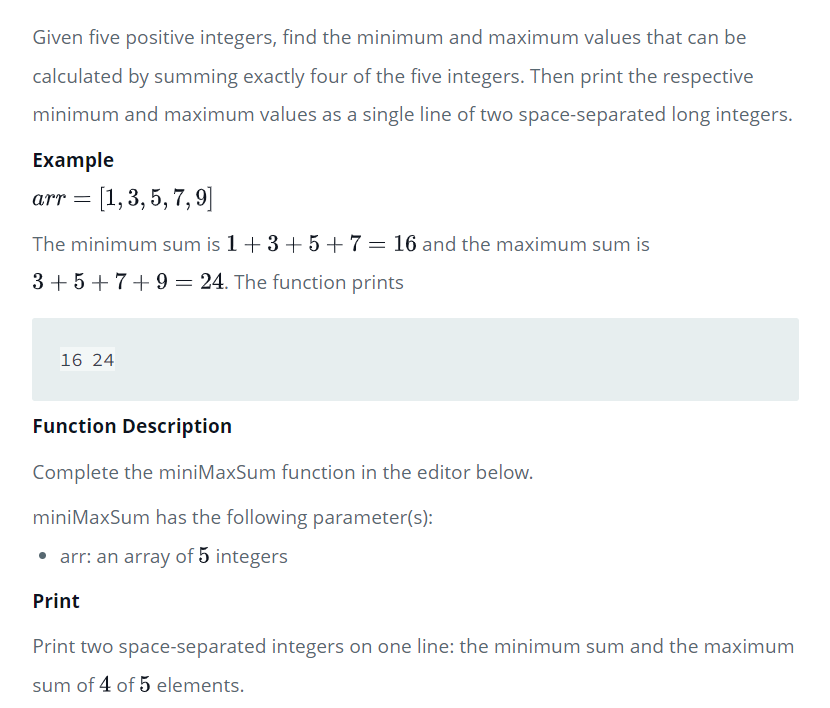 Given five positive integers, find the minimum and maximum values that can be
calculated by summing exactly four of the five integers. Then print the respective
minimum and maximum values as a single line of two space-separated long integers.
Example
arr = [1, 3, 5, 7, 9]
The minimum sum is 1 + 3 + 5 + 7 = 16 and the maximum sum is
3 + 5 + 7 + 9 = 24. The function prints
16 24
Function Description
Complete the miniMaxSum function in the editor below.
miniMaxSum has the following parameter(s):
• arr: an array of 5 integers
Print
Print two space-separated integers on one line: the minimum sum and the maximum
sum of 4 of 5 elements.